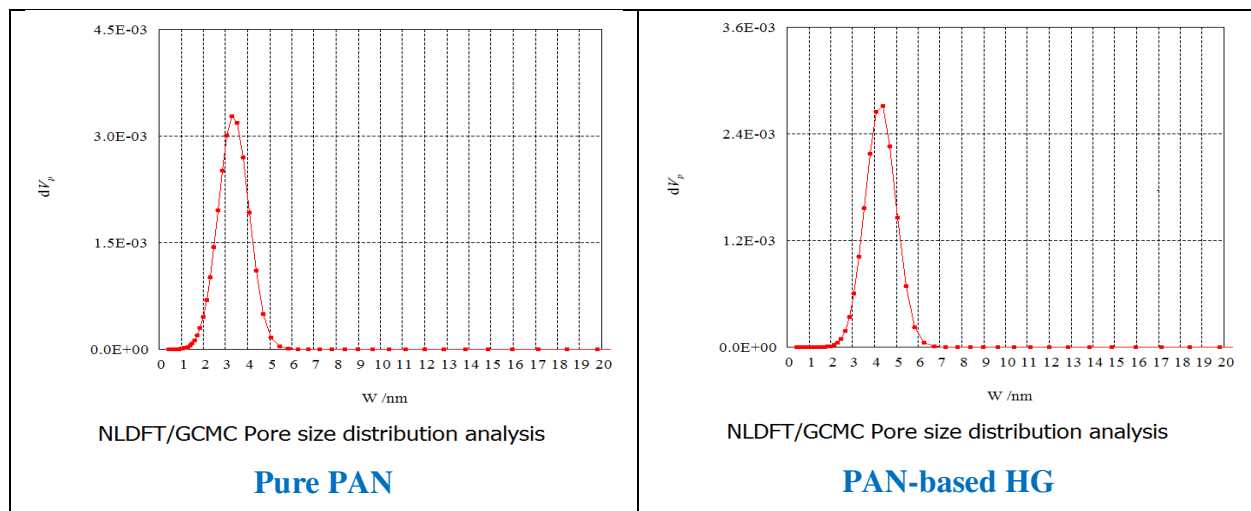 4.5E-03
3.0E-03
1.5E-03
0.0E+00
dVp
0 1 2 3 4 5 6 7 8 9 10 11 12 13 14 15 16 17 18 19 20
W /nm
NLDFT/GCMC Pore size distribution analysis
Pure PAN
3.6E-03
2.4E-03
1.2E-03
0.0E+00
dVp
0 1 2 3 4 5 6 7 8 9 10 11 12 13 14 15 16 17 18 19 20
W /nm
NLDFT/GCMC Pore size distribution analysis
PAN-based HG